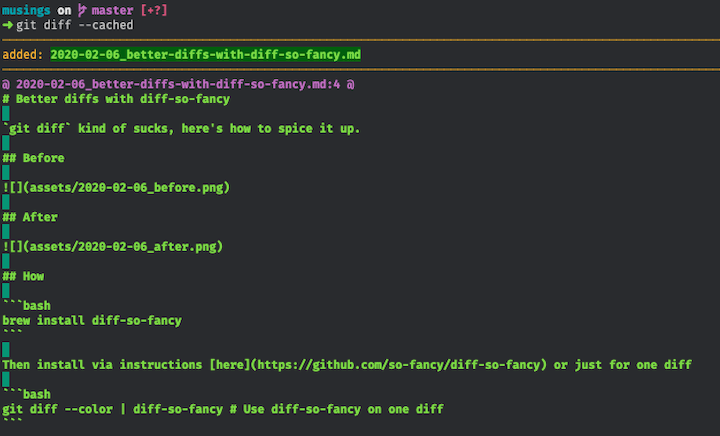 musings on master [+?]
➜ git diff --cached
added: 2020-02-06_better-diffs-with-diff-so-fancy.md
@ 2020-02-06_better-diffs-with-diff-so-fancy.md:4 @
# Better diffs with diff-so-fancy
`git diff` kind of sucks, here's how to spice it up.
## Before
![](assets/2020-02-06_before.png)
## After
![](assets/2020-02-06_after.png)
## How
```bash
brew install diff-so-fancy
```
Then install via instructions [here](https://github.com/so-fancy/diff-so-fancy) or just for one diff
```bash
git diff --color | diff-so-fancy # Use diff-so-fancy on one diff
```